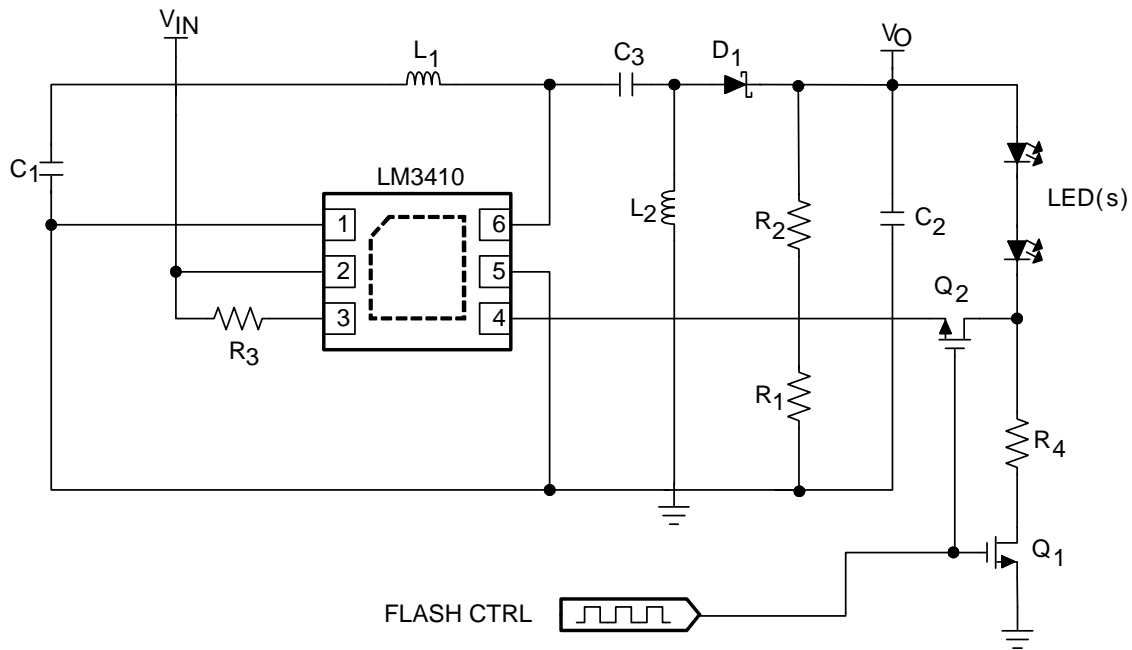 VIN
L1
C3
D1
VO
C1
LM3410
LED(s)
1
6
L2
R2
C2
2
5
Q2
3
4
R3
R1
R4
Q1
FLASH CTRL